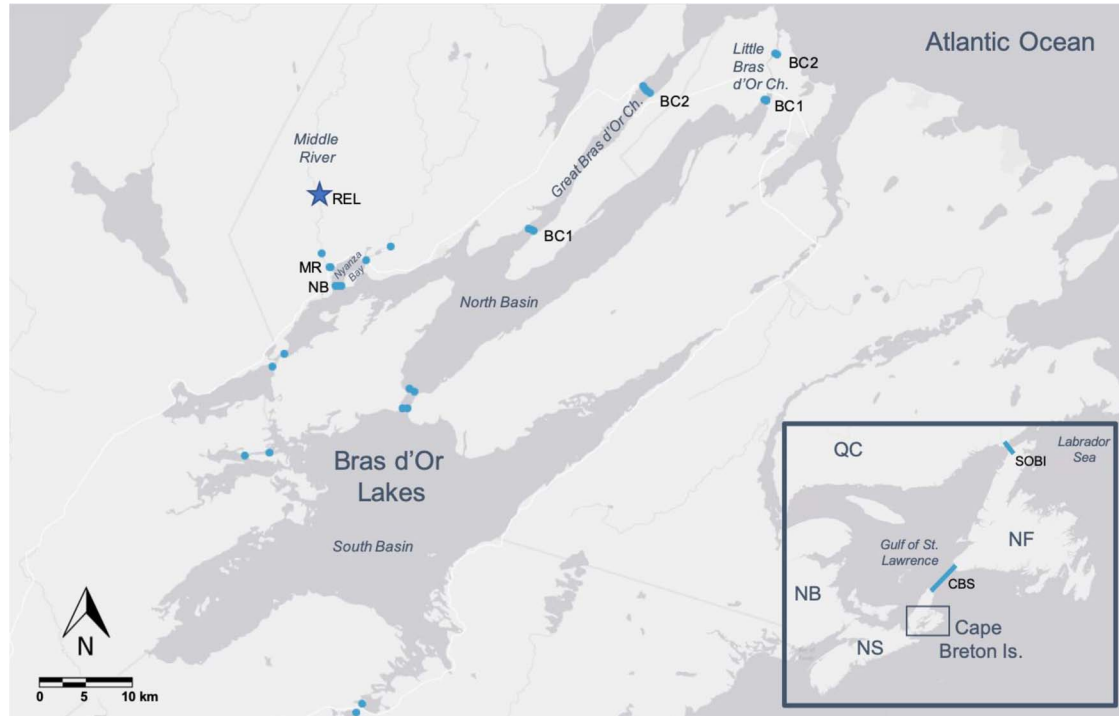 Atlantic Ocean
Little
Bras
d'Or Ch.
BC2
BC1
BC2
Great Bras d'Or Ch.
BC1
Middle
River
REL
MR
Nyanza
Bay
NB
North Basin
Bras d'Or
Lakes
South Basin
N
0 5 10 km
QC
Labrador
Sea
SOBI
NF
Gulf of St.
Lawrence
CBS
NB
NS
Cape
Breton Is.